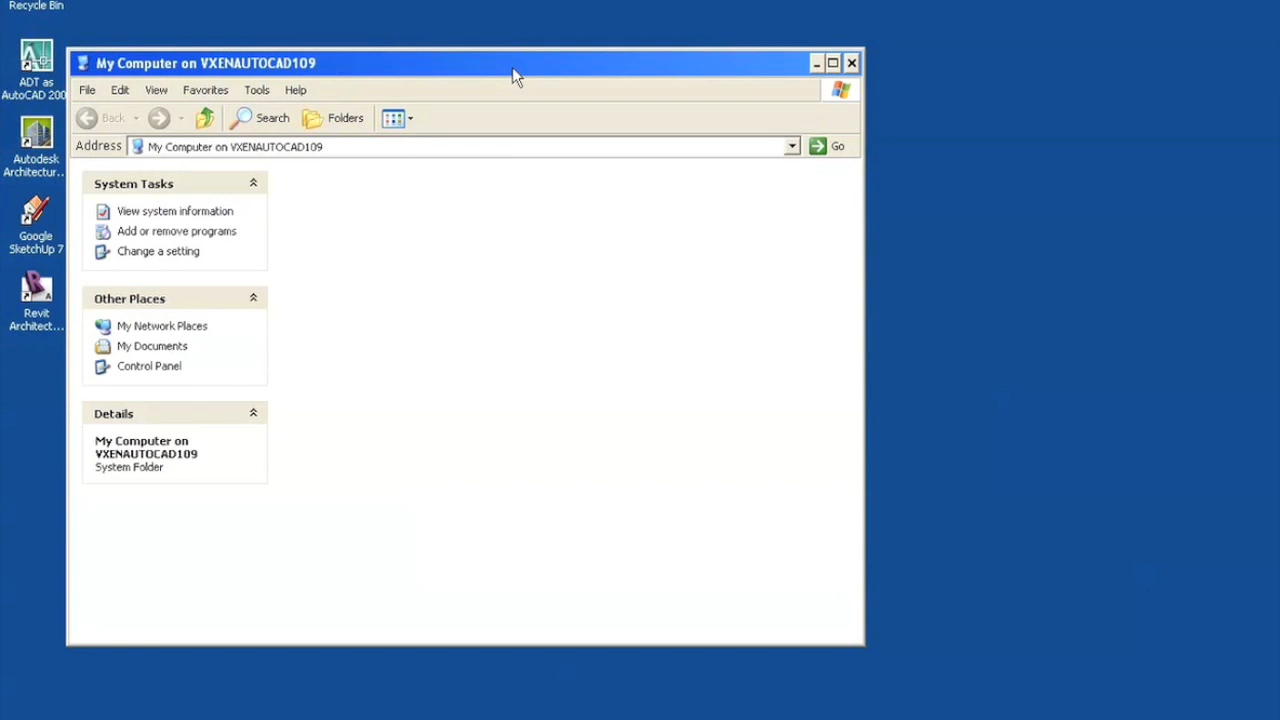 Recycle Bin
ADT as
AutoCAD 200
Autodesk
Architectur...
Google
SketchUp 7
Revit
Architect...
My Computer on VXENAUTOCAD109
File Edit View Favorites Tools Help
Back Search Folders
Address My Computer on VXENAUTOCAD109 Go
System Tasks
View system information
Add or remove programs
Change a setting
Other Places
My Network Places
My Documents
Control Panel
Details
My Computer on
VXENAUTOCAD109
System Folder